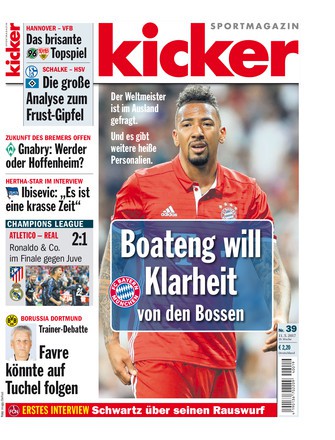 HANNOVER – VFB
Das brisante
Topspiel
96
SCHALKE – HSV
Die große
Analyse zum
Frust-Gipfel
kicker
SPORTMAGAZIN
kicker
ZUKUNFT DES BREMERS OFFEN
Gnabry: Werder
oder Hoffenheim?
HERTHA-STAR IM INTERVIEW
Ibisevic: „Es ist
eine krasse Zeit“
CHAMPIONS LEAGUE
ATLETICO – REAL
2:1
Ronaldo & Co.
im Finale gegen Juve
BORUSSIA DORTMUND
Trainer-Debatte
Favre
könnte auf
Tuchel folgen
Der Weltmeister
ist im Ausland
gefragt.
Und es gibt
weitere heiße
Personalien.
adidas
FC BAYERN
MÜNCHEN
Boateng will
Klarheit
von den Bossen
Nr. 39
€ 2,20
ERSTES INTERVIEW Schwartz über seinen Rauswurf